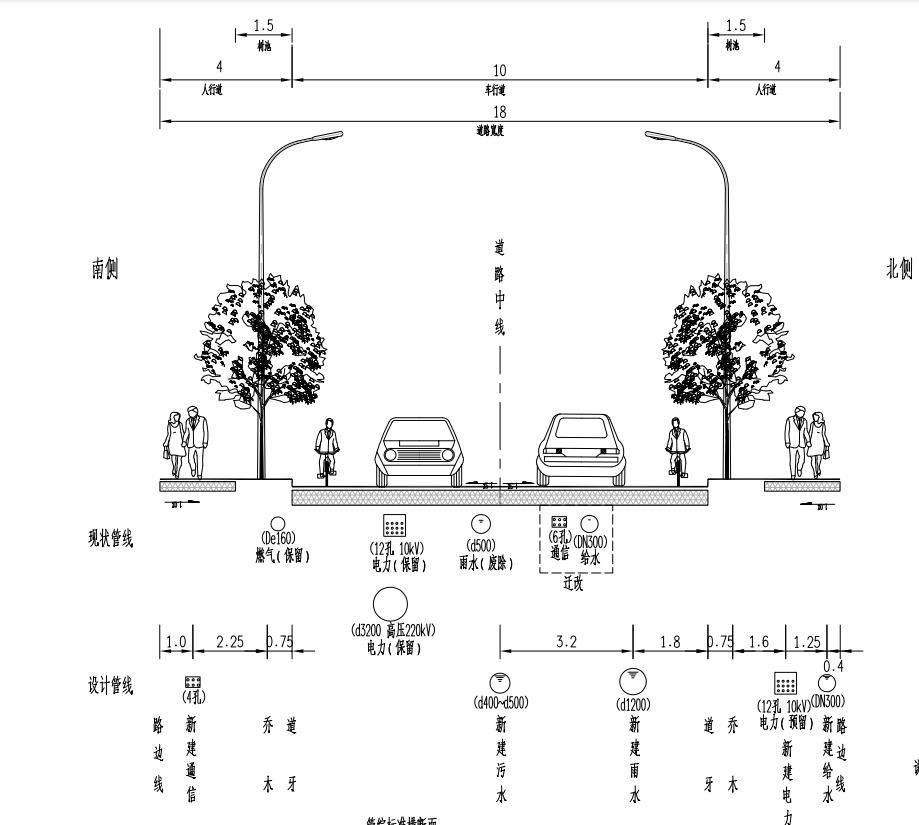 1.5
树池
1.5
树池
4
人行道
10
车行道
4
人行道
18
道路宽度
道路中线
南侧
北侧
现状管线
(De160)
燃气(保留)
(12孔 10kV)
电力(保留)
(d500)
雨水(废除)
(6孔)
通信
(DN300)
给水
迁改
(d3200 高压220kV)
电力(保留)
1.0
2.25
0.75
3.2
1.8
0.75
1.6
1.25
0.4
设计管线
(4孔)
(d400~d500)
(d1200)
(12孔 10kV)
电力(预留)
(DN300)
路边线
新建通信
乔木
道牙
新建污水
新建雨水
道牙
乔木
新建电力
新建给水
路边线